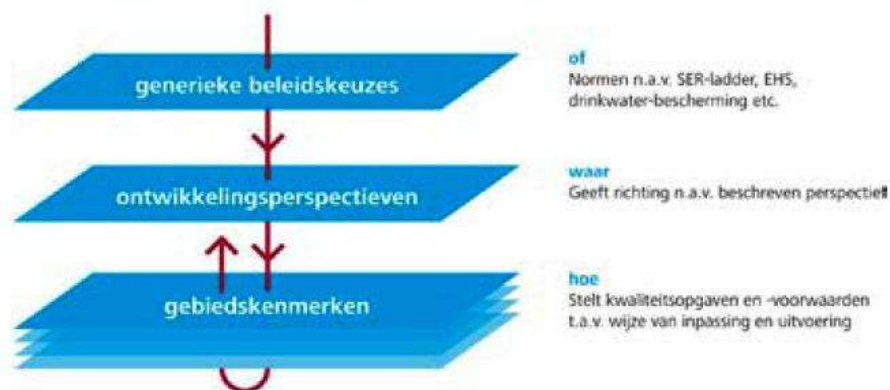 generieke beleidskeuzes
of
Normen n.a.v. SER-ladder, EHS,
drinkwater-bescherming etc.
ontwikkelingsperspectieven
waar
Geeft richting n.a.v. beschreven perspectief
gebiedskenmerken
hoe
Stelt kwaliteitsopgaven en -voorwaarden
t.a.v. wijze van inpassing en uitvoering